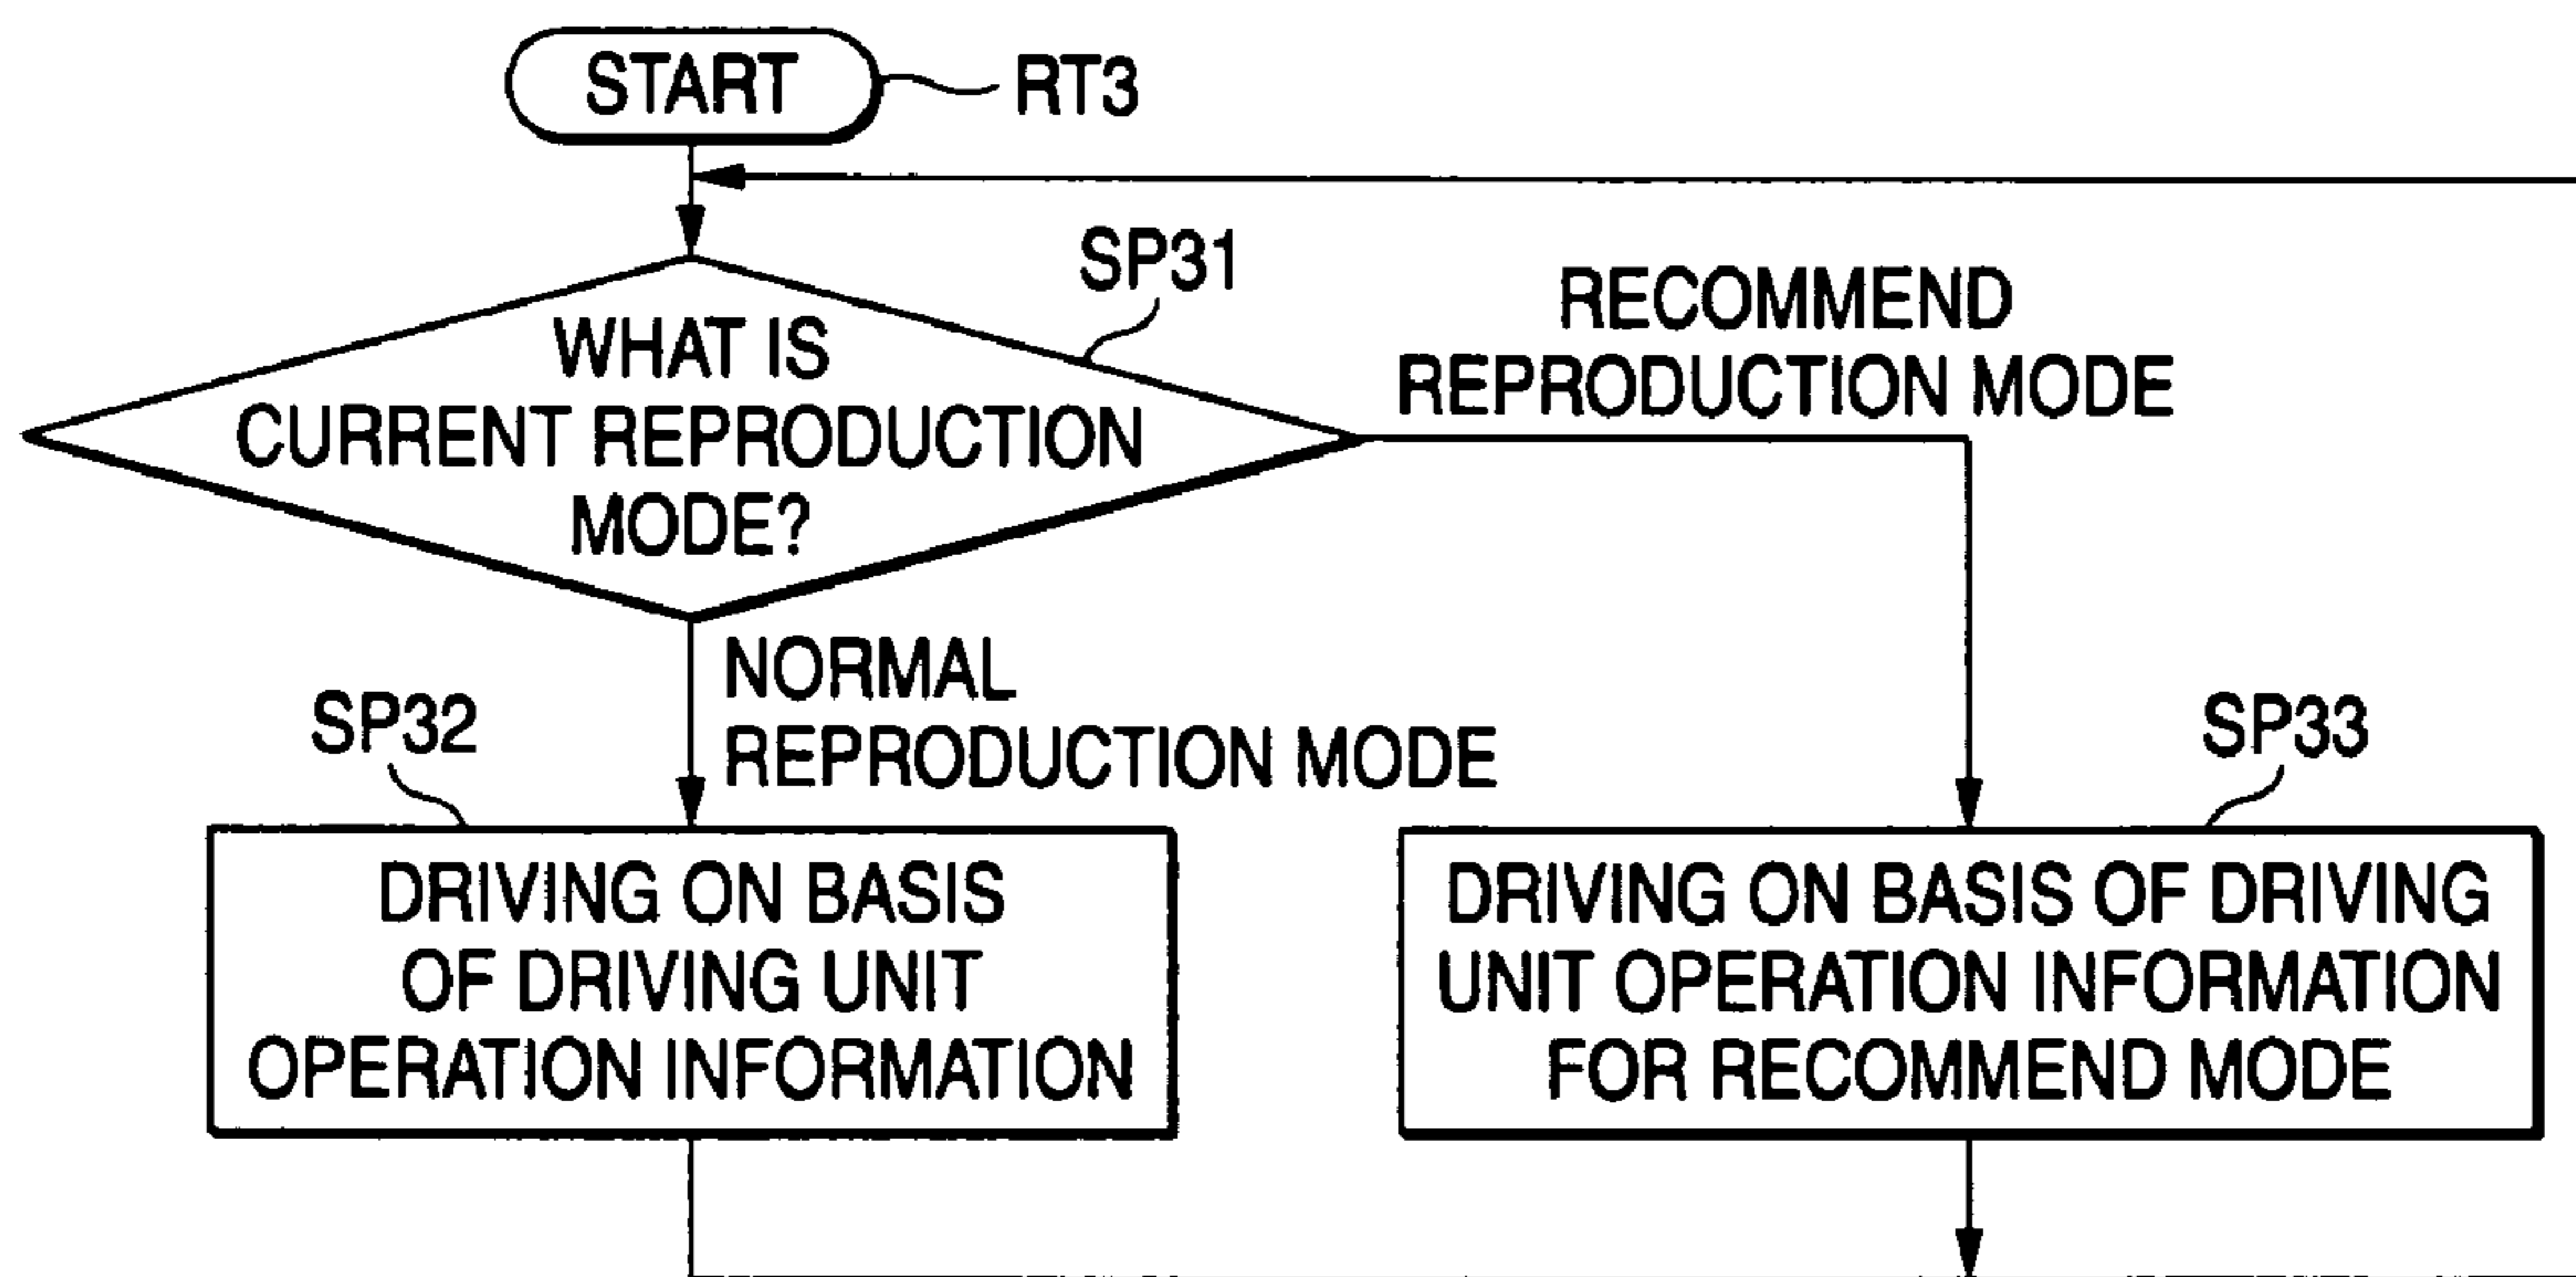 START
RT3
SP31
WHAT IS
CURRENT REPRODUCTION
MODE?
RECOMMEND
REPRODUCTION MODE
NORMAL
REPRODUCTION MODE
SP32
DRIVING ON BASIS
OF DRIVING UNIT
OPERATION INFORMATION
SP33
DRIVING ON BASIS OF DRIVING
UNIT OPERATION INFORMATION
FOR RECOMMEND MODE